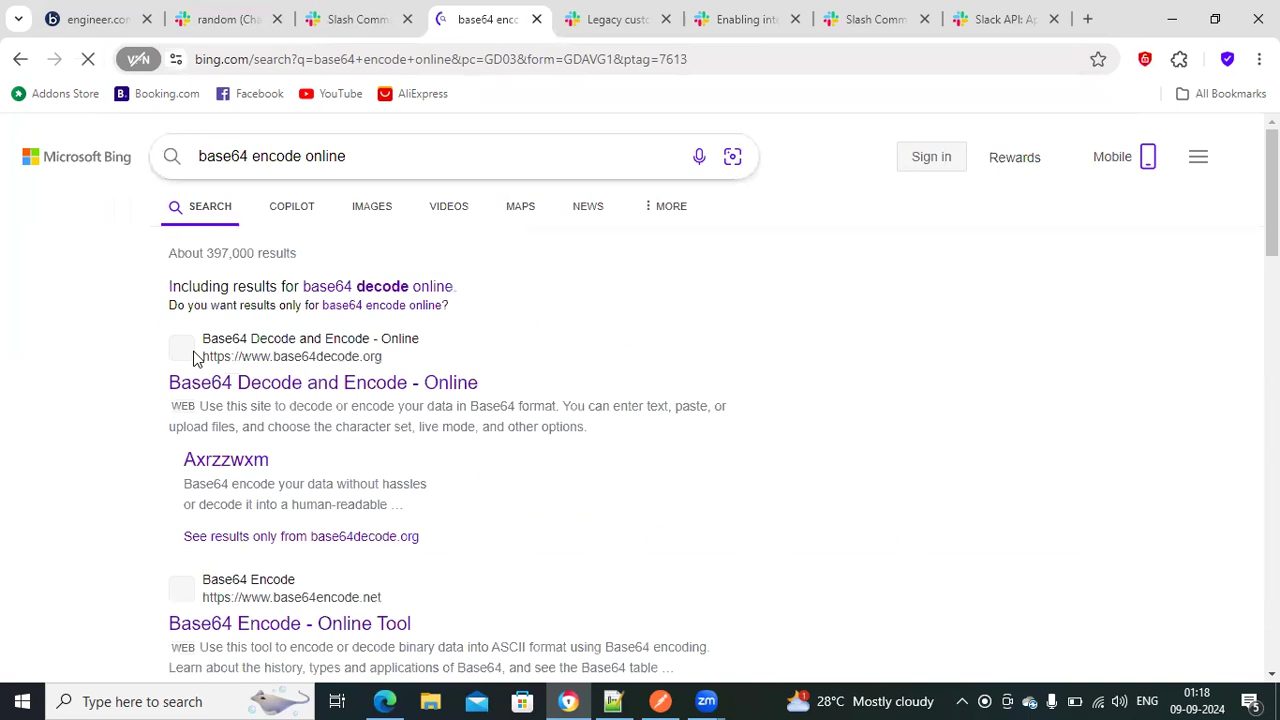 engineer.com
random (Cha
Slash Comm
base64 enco
Legacy custo
Enabling inte
Slash Comm
Slack API: Ap
VPN
bing.com/search?q=base64+encode+online&pc=GD03&form=GDAVG1&ptag=7613
Addons Store
Booking.com
Facebook
YouTube
AliExpress
All Bookmarks
Microsoft Bing
base64 encode online
Sign in
Rewards
Mobile
SEARCH
COPILOT
IMAGES
VIDEOS
MAPS
NEWS
MORE
About 397,000 results
Including results for base64 decode online.
Do you want results only for base64 encode online?
Base64 Decode and Encode - Online
https://www.base64decode.org
Base64 Decode and Encode - Online
WEB Use this site to decode or encode your data in Base64 format. You can enter text, paste, or
upload files, and choose the character set, live mode, and other options.
Axrzzwxm
Base64 encode your data without hassles
or decode it into a human-readable ...
See results only from base64decode.org
Base64 Encode
https://www.base64encode.net
Base64 Encode - Online Tool
WEB Use this tool to encode or decode binary data into ASCII format using Base64 encoding.
Learn about the history, types and applications of Base64, and see the Base64 table ...
Type here to search
28°C Mostly cloudy
ENG
01:18
09-09-2024
5